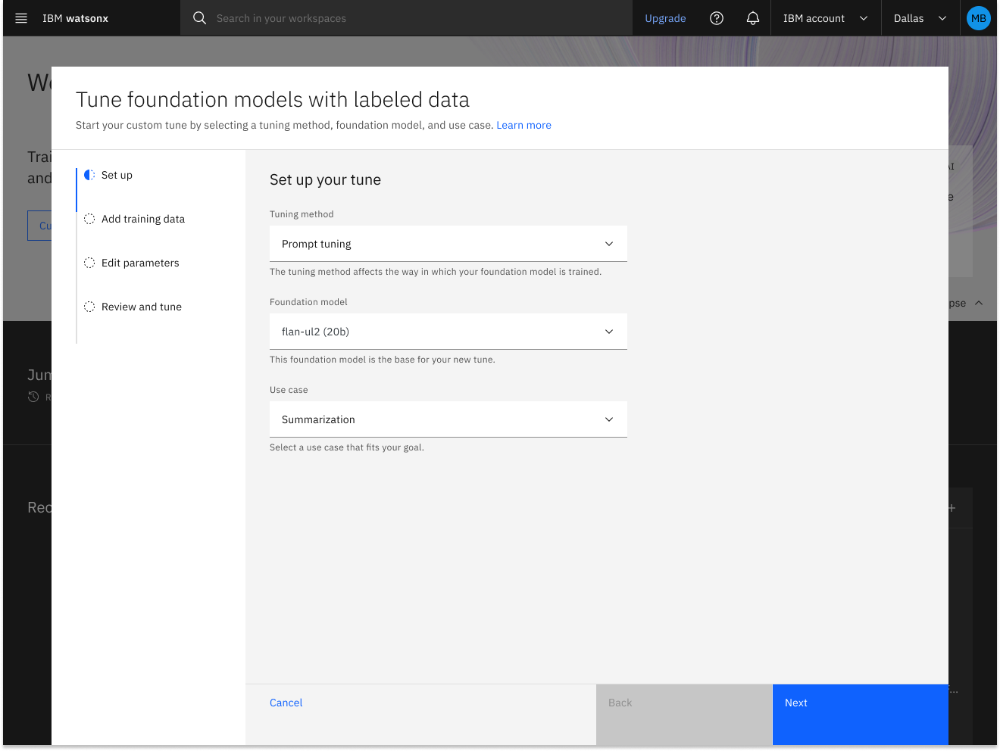 IBM watsonx
Search in your workspaces
Upgrade
IBM account
Dallas
MB
Tune foundation models with labeled data
Start your custom tune by selecting a tuning method, foundation model, and use case. Learn more
Set up
Add training data
Edit parameters
Review and tune
Set up your tune
Tuning method
Prompt tuning
The tuning method affects the way in which your foundation model is trained.
Foundation model
flan-ul2 (20b)
This foundation model is the base for your new tune.
Use case
Summarization
Select a use case that fits your goal.
Cancel
Back
Next
and